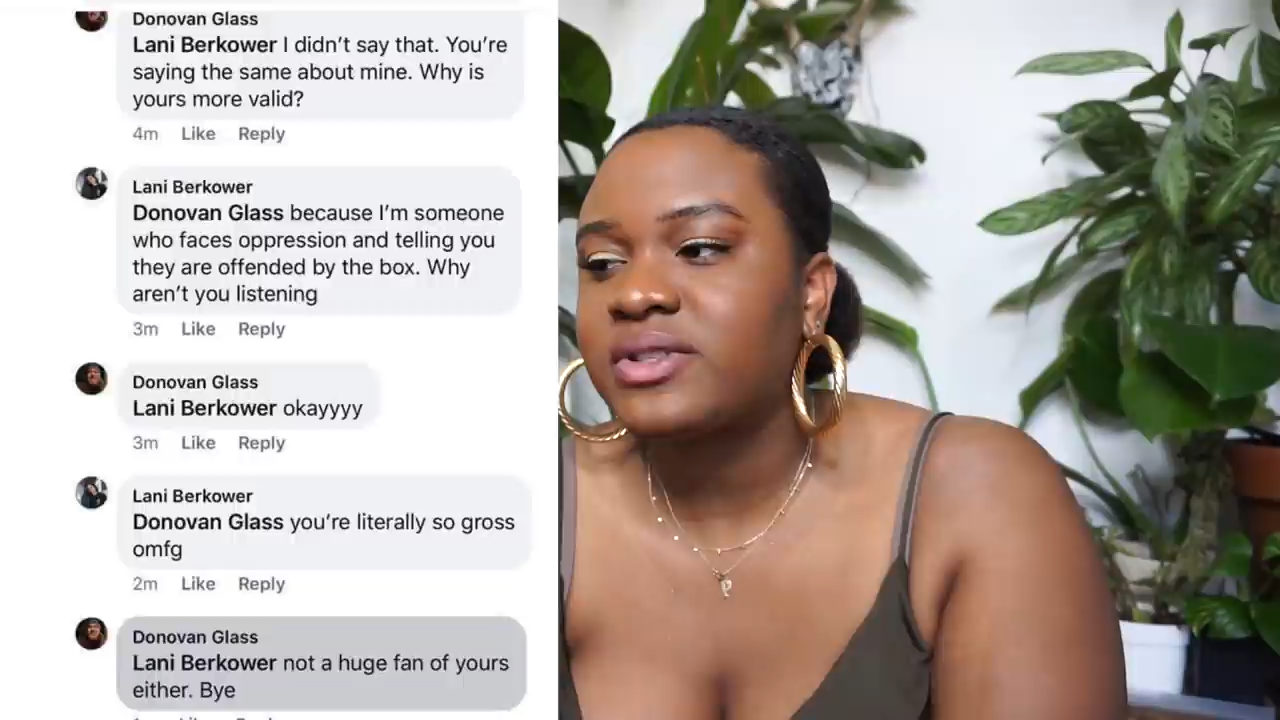 Donovan Glass
Lani Berkower I didn't say that. You're
saying the same about mine. Why is
yours more valid?
4m Like Reply
Lani Berkower
Donovan Glass because I'm someone
who faces oppression and telling you
they are offended by the box. Why
aren't you listening
3m Like Reply
Donovan Glass
Lani Berkower okayyyy
3m Like Reply
Lani Berkower
Donovan Glass you're literally so gross
omfg
2m Like Reply
Donovan Glass
Lani Berkower not a huge fan of yours
either. Bye
P